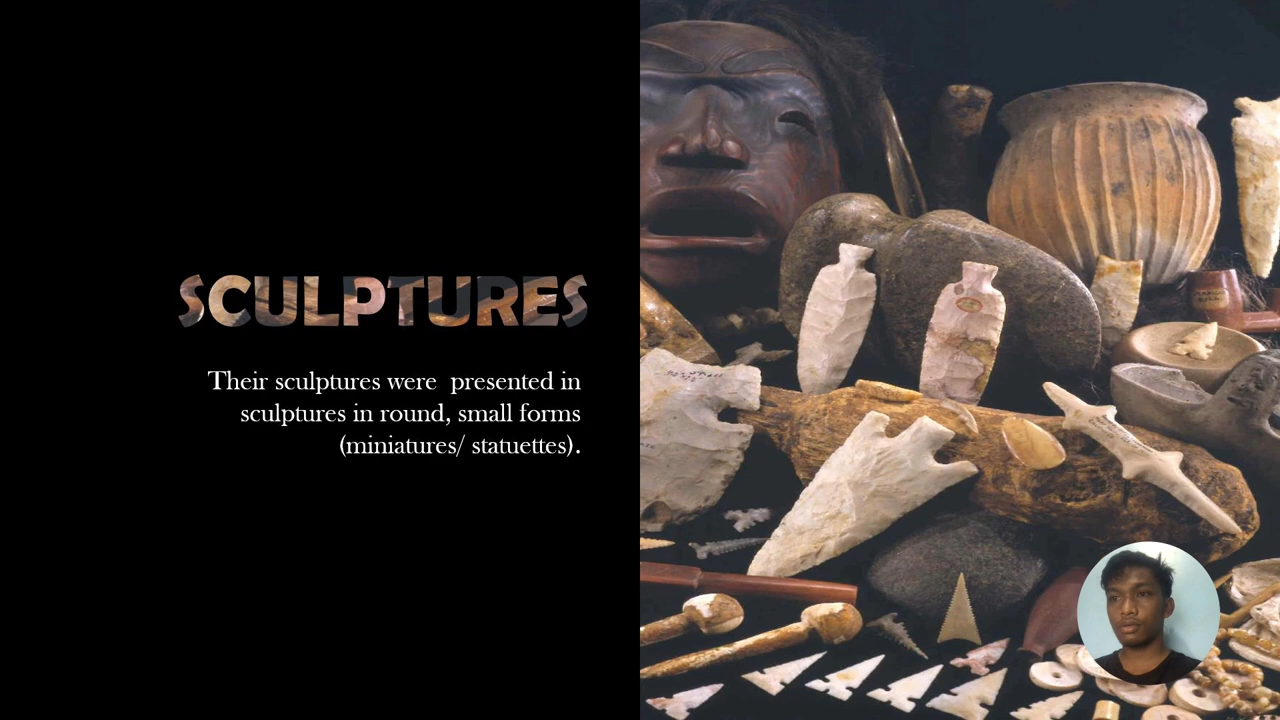 SCULPTURES
Their sculptures were  presented in
sculptures in round, small forms
(miniatures/ statuettes).